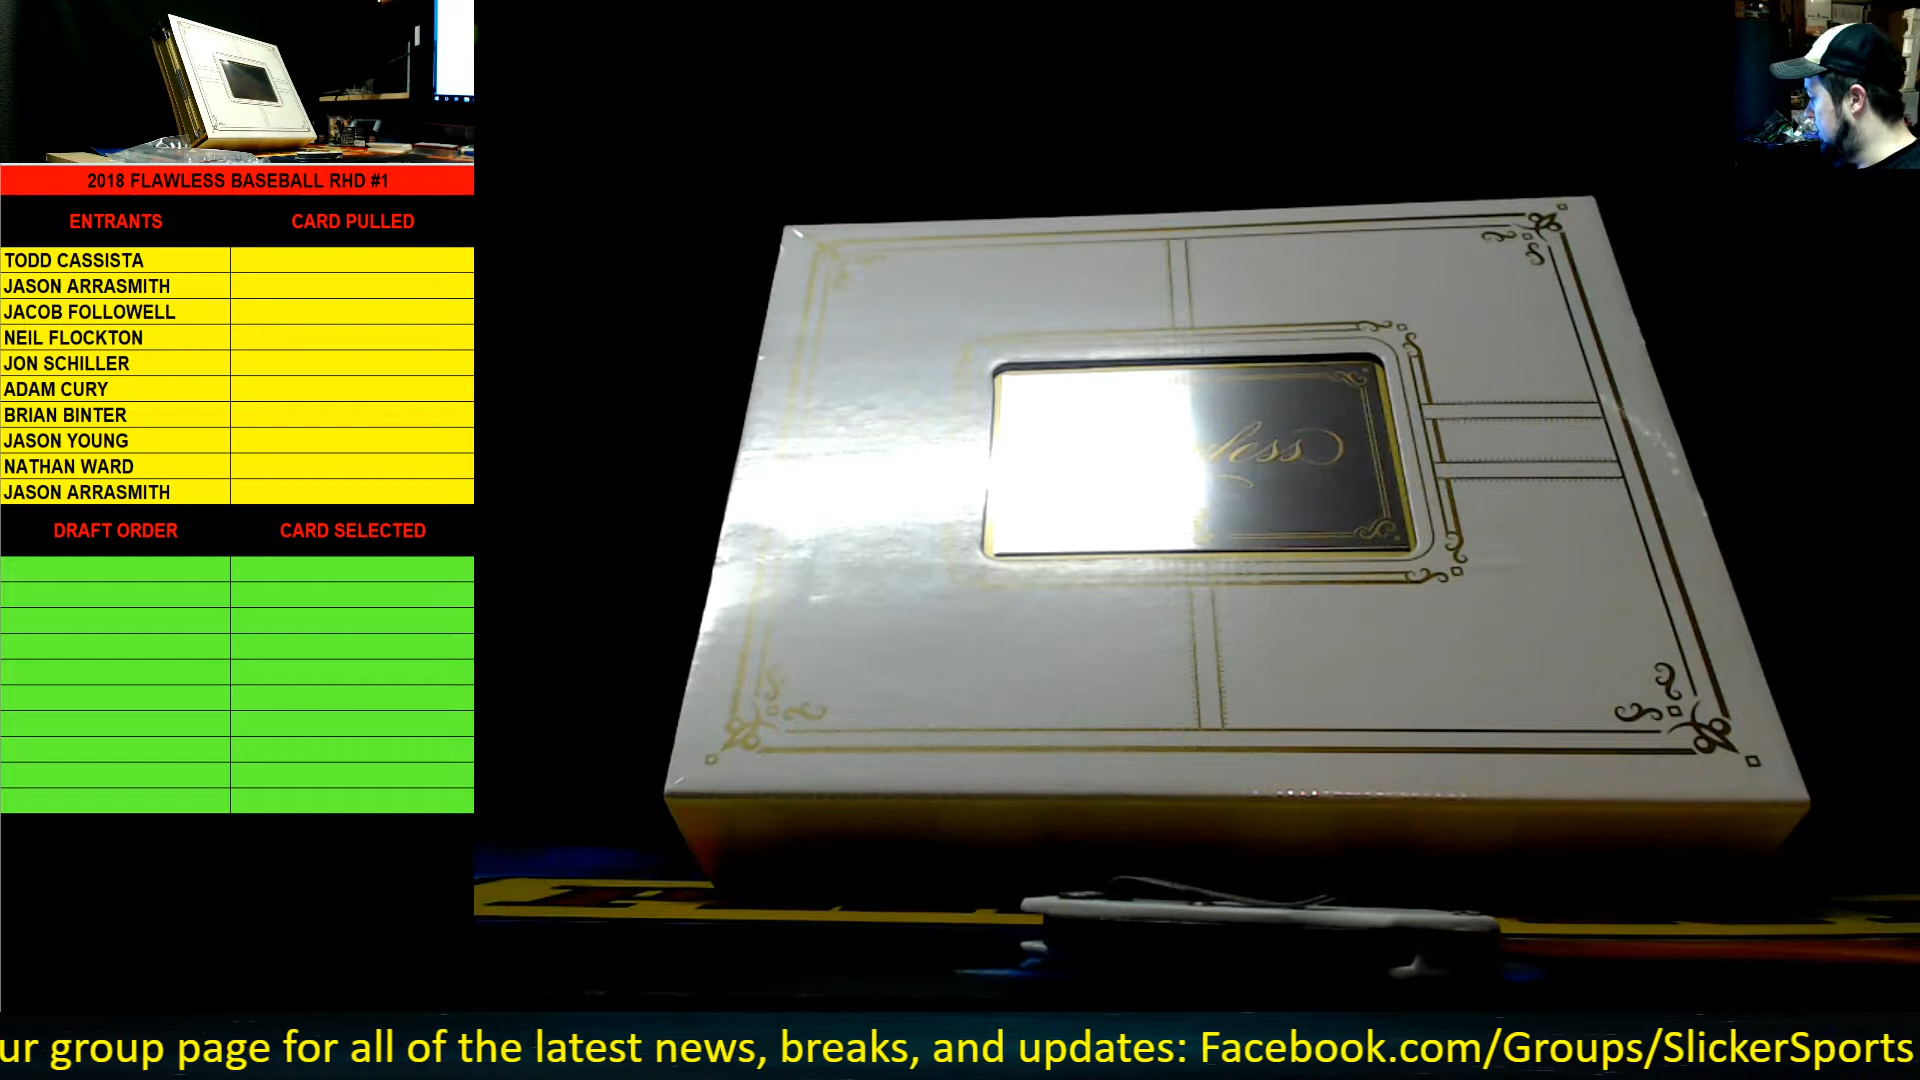 2018 FLAWLESS BASEBALL RHD #1
ENTRANTS CARD PULLED
TODD CASSISTA
JASON ARRASMITH
JACOB FOLLOWELL
NEIL FLOCKTON
JON SCHILLER
ADAM CURY
BRIAN BINTER
JASON YOUNG
NATHAN WARD
JASON ARRASMITH
DRAFT ORDER CARD SELECTED
ur group page for all of the latest news, breaks, and updates: Facebook.com/Groups/SlickerSports